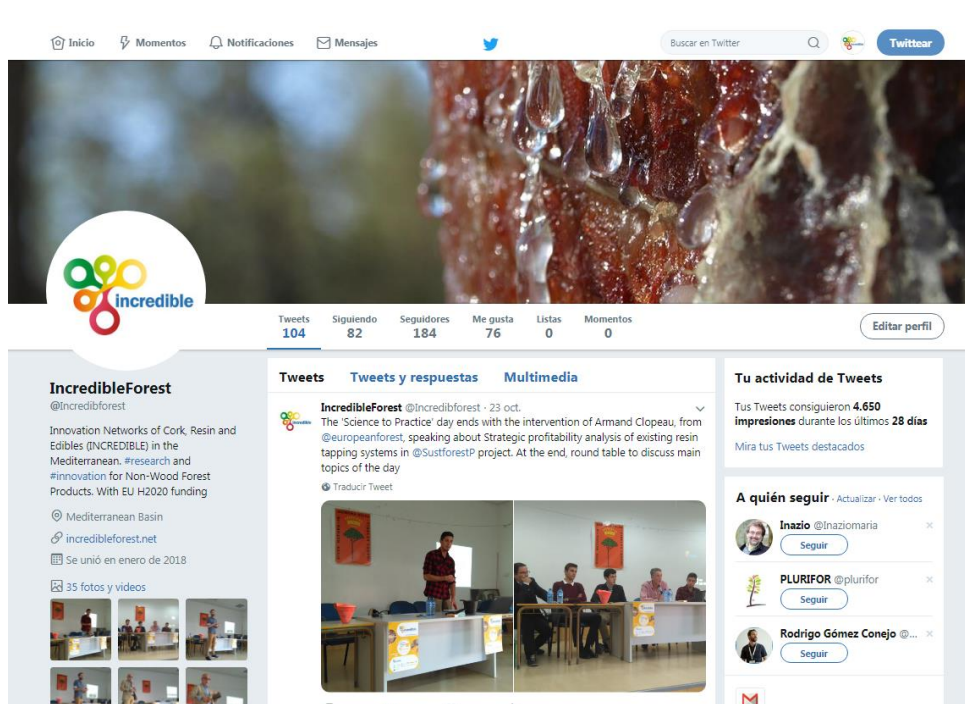 Inicio Momentos Notificaciones Mensajes Buscar en Twitter Twittear
incredible
Tweets Siguiendo Seguidores Me gusta Listas Momentos
104 82 184 76 0 0
Editar perfil
IncredibleForest
@Incredibforest
Innovation Networks of Cork, Resin and
Edibles (INCREDIBLE) in the
Mediterranean. #research and
#innovation for Non-Wood Forest
Products. With EU H2020 funding
Mediterranean Basin
incredibleforest.net
Se unió en enero de 2018
35 fotos y videos
Tweets Tweets y respuestas Multimedia
IncredibleForest @Incredibforest · 23 oct.
The 'Science to Practice' day ends with the intervention of Armand Clopeau, from
@europeanforest, speaking about Strategic profitability analysis of existing resin
tapping systems in @SustforestP project. At the end, round table to discuss main
topics of the day
Traducir Tweet
Tu actividad de Tweets
Tus Tweets consiguieron 4.650
impresiones durante los últimos 28 días
Mira tus Tweets destacados
A quién seguir · Actualizar · Ver todos
Inazio @Inaziomaria
Seguir
PLURIFOR @plurifor
Seguir
Rodrigo Gómez Conejo @...
Seguir